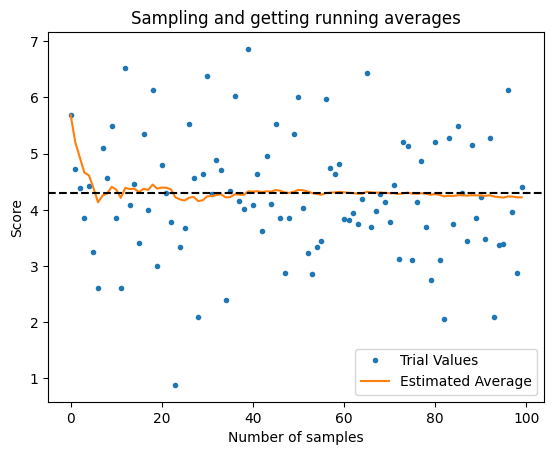 Sampling and getting running averages
7
6
5
4
3
2
1
Score
Trial Values
Estimated Average
0 20 40 60 80 100
Number of samples